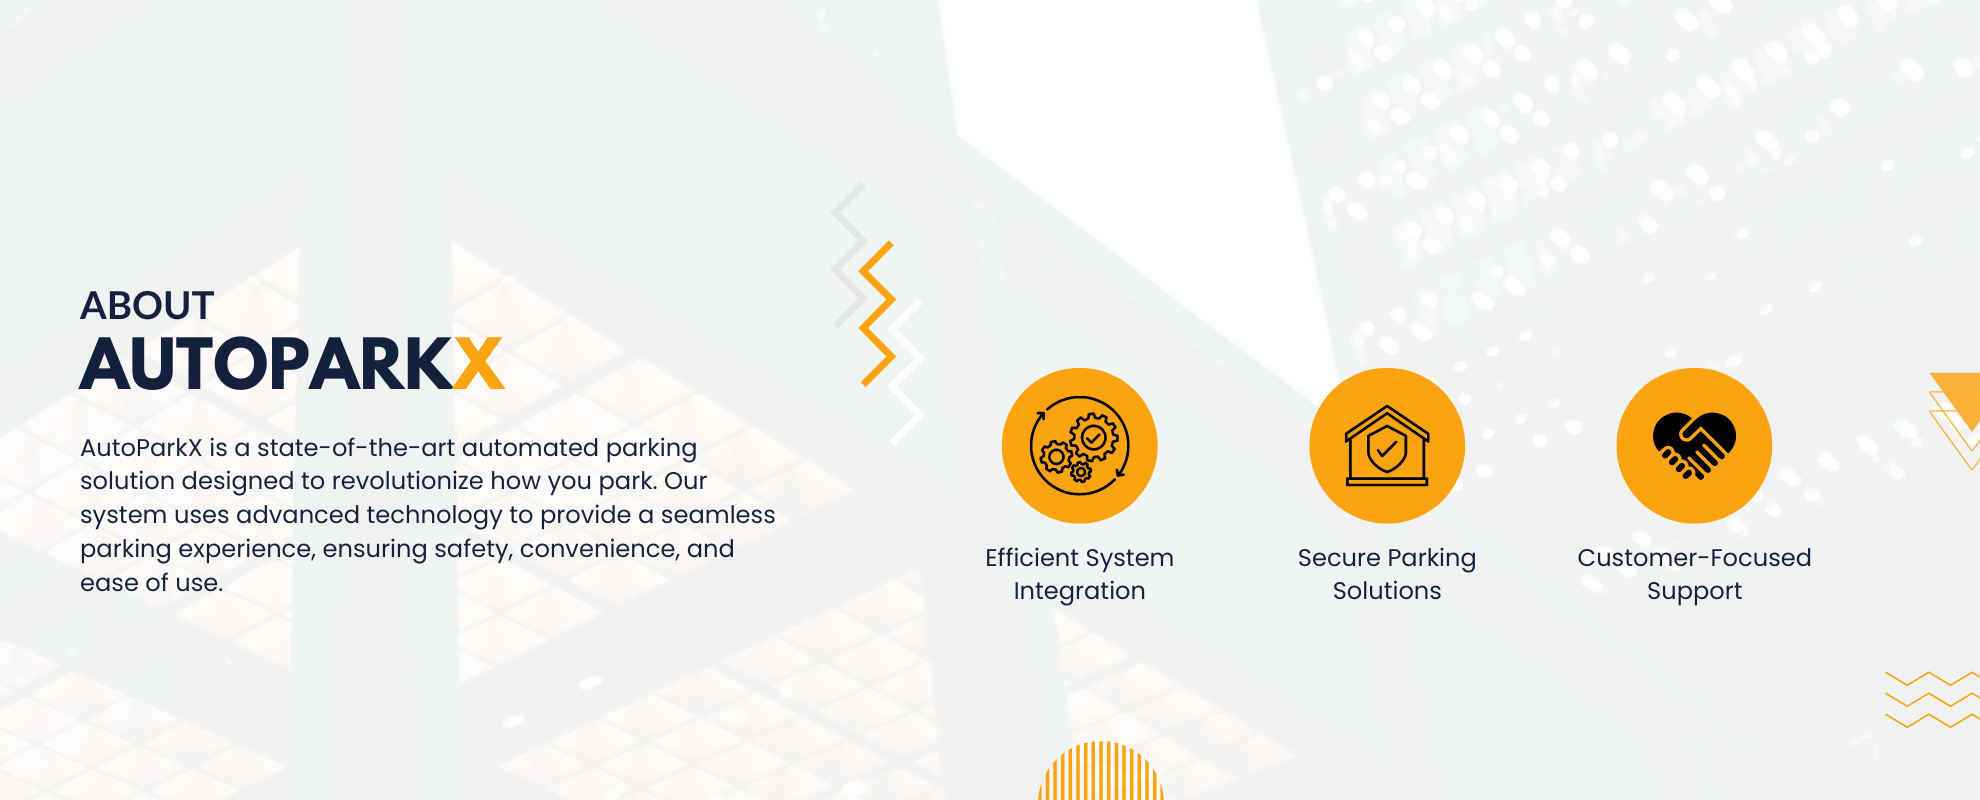 ABOUT
AUTOPARKX
AutoParkX is a state-of-the-art automated parking
solution designed to revolutionize how you park. Our
system uses advanced technology to provide a seamless
parking experience, ensuring safety, convenience, and
ease of use.
Efficient System
Integration
Secure Parking
Solutions
Customer-Focused
Support